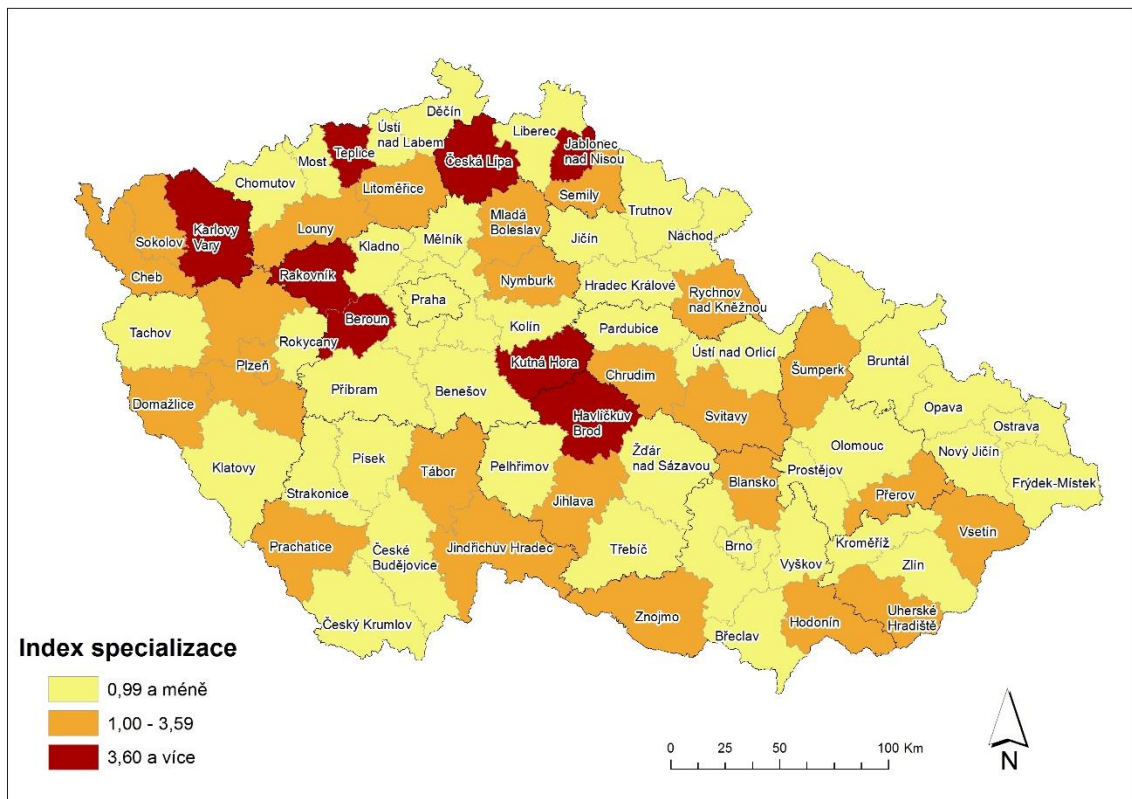 Děčín
Ústí
nad Labem
Liberec
Jablonec
nad Nisou
Teplice
Most
Česká Lípa
Chomutov
Litoměřice
Semily
Trutnov
Karlovy
Vary
Sokolov
Louny
Mladá
Boleslav
Mělník
Jičín
Náchod
Cheb
Kladno
Rakovník
Nymburk
Hradec Králové
Praha
Rychnov
nad Kněžnou
Tachov
Beroun
Kolín
Pardubice
Rokycany
Plzeň
Kutná Hora
Ústí nad Orlicí
Bruntál
Šumperk
Chrudim
Příbram
Benešov
Domažlice
Havlíčkův
Brod
Svitavy
Opava
Ostrava
Klatovy
Písek
Tábor
Pelhřimov
Žďár
nad Sázavou
Olomouc
Nový Jičín
Prostějov
Blansko
Frýdek-Místek
Strakonice
Přerov
Jihlava
Vsetín
Prachatice
České
Budějovice
Jindřichův Hradec
Třebíč
Brno
Kroměříž
Vyškov
Zlín
Znojmo
Hodonín
Uherské
Hradiště
Český Krumlov
Břeclav
Index specializace
0,99 a méně
1,00 - 3,59
3,60 a více
0 25 50 100 Km
N